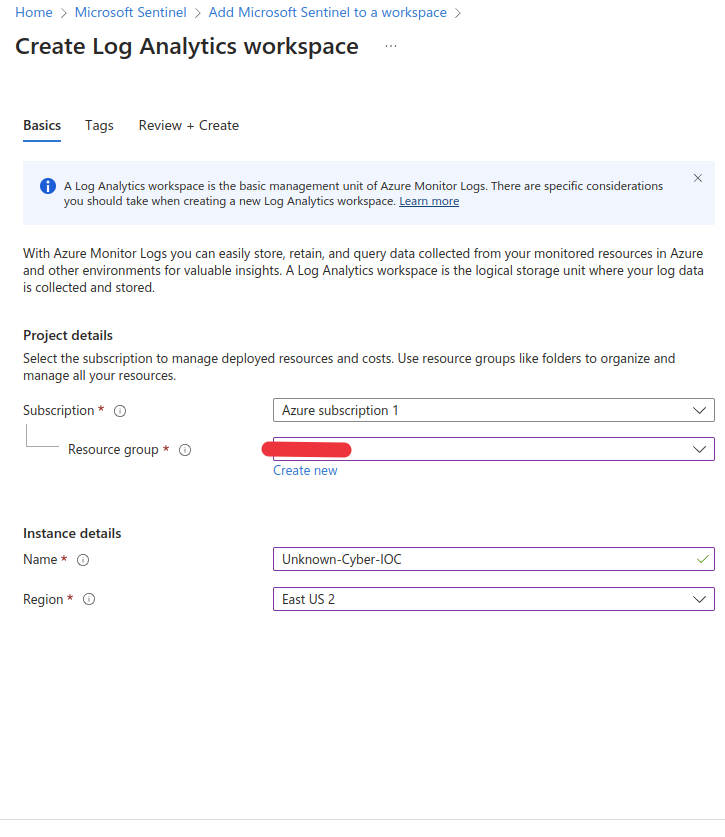 Home > Microsoft Sentinel > Add Microsoft Sentinel to a workspace >
Create Log Analytics workspace ...
Basics Tags Review + Create
A Log Analytics workspace is the basic management unit of Azure Monitor Logs. There are specific considerations
you should take when creating a new Log Analytics workspace. Learn more
With Azure Monitor Logs you can easily store, retain, and query data collected from your monitored resources in Azure
and other environments for valuable insights. A Log Analytics workspace is the logical storage unit where your log data
is collected and stored.
Project details
Select the subscription to manage deployed resources and costs. Use resource groups like folders to organize and
manage all your resources.
Subscription * Azure subscription 1
Resource group *
Create new
Instance details
Name * Unknown-Cyber-IOC
Region * East US 2